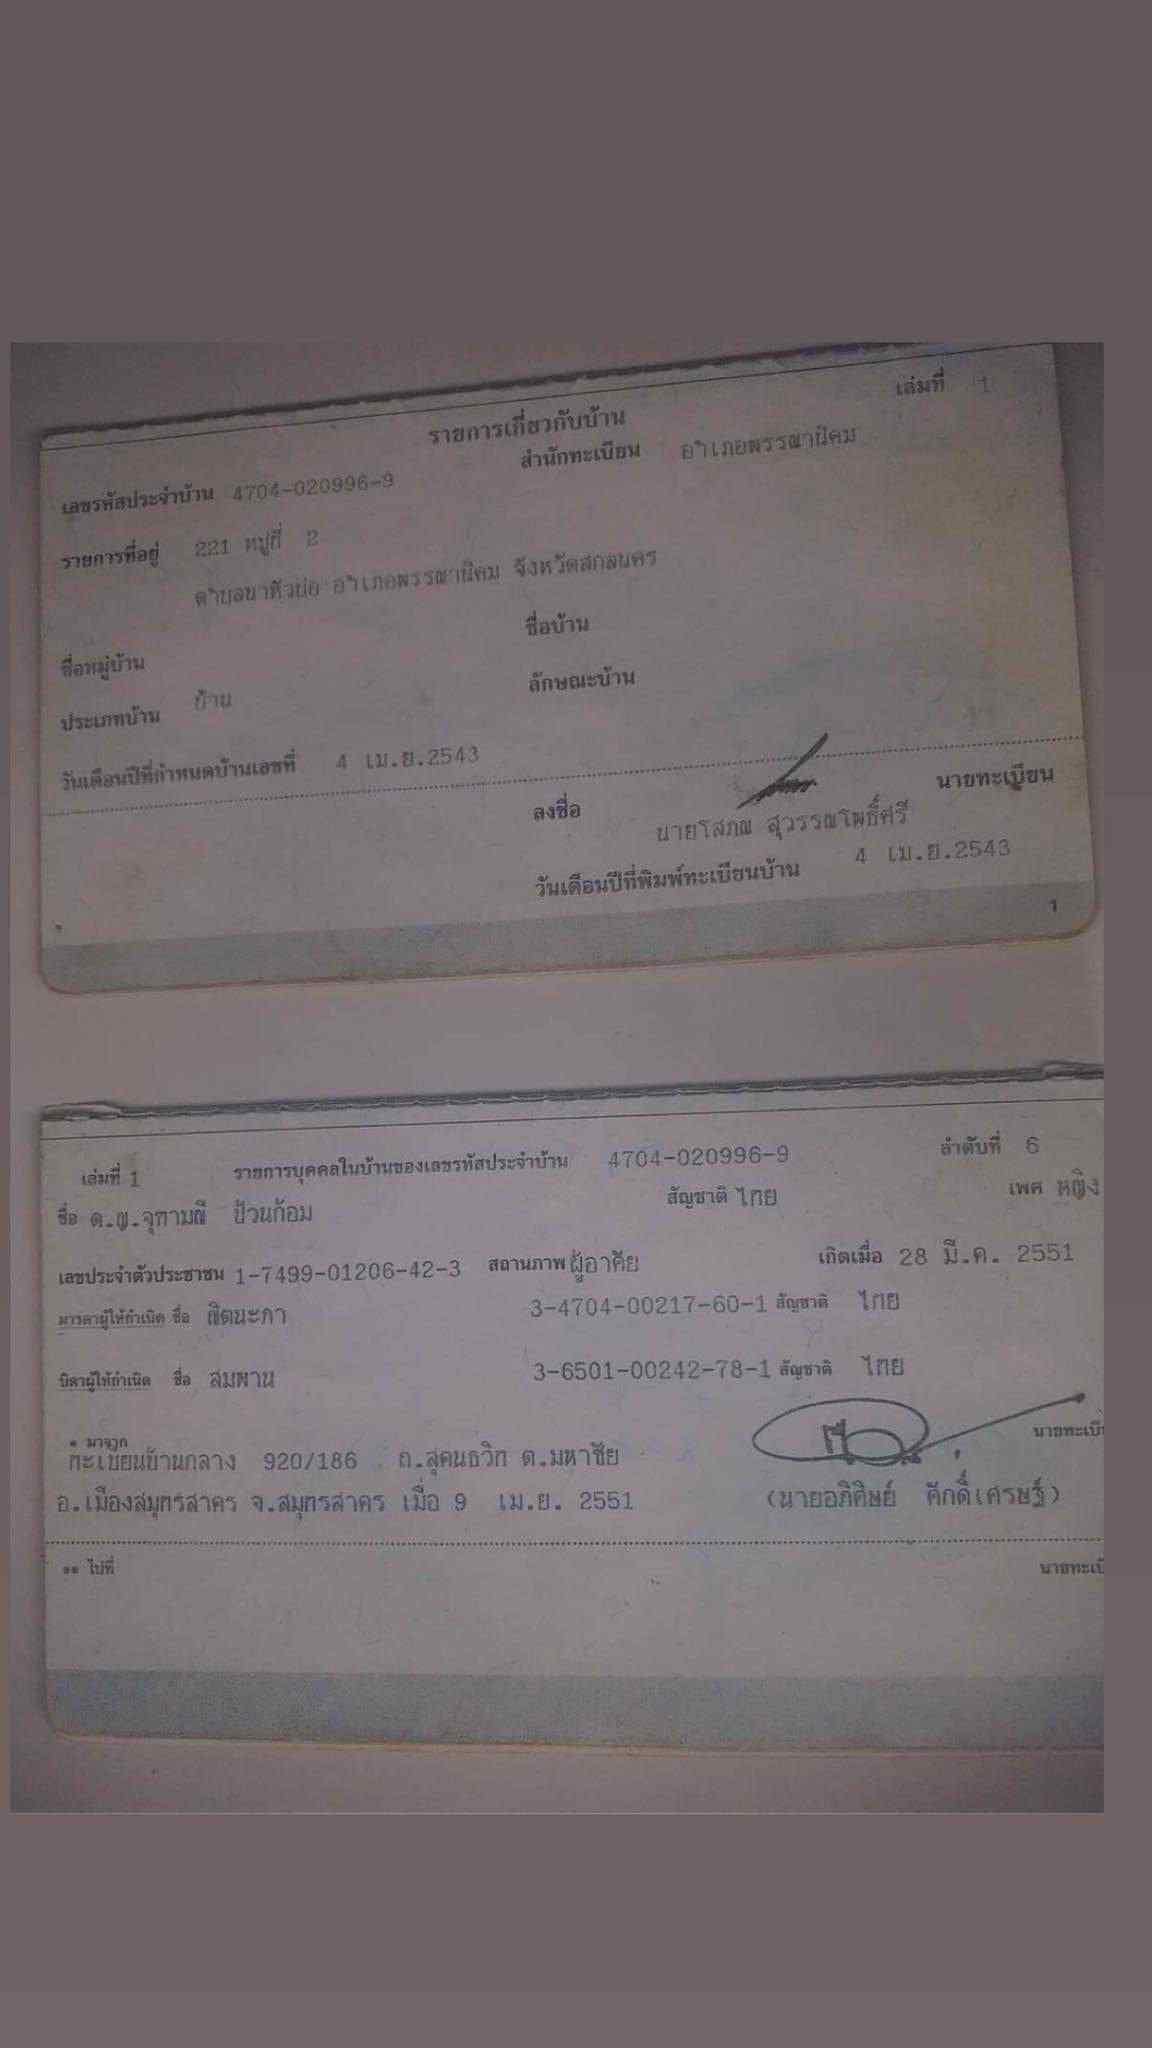 เล่มที่ 1
รายการเกี่ยวกับบ้าน
เลขรหัสประจำบ้าน 4704-020996-9 สำนักทะเบียน อำเภอพรรณานิคม
รายการที่อยู่ 221 หมู่ที่ 2
ตำบลนาหัวบ่อ อำเภอพรรณานิคม จังหวัดสกลนคร
ชื่อหมู่บ้าน ชื่อบ้าน
ประเภทบ้าน บ้าน ลักษณะบ้าน
วันเดือนปีที่กำหนดบ้านเลขที่ 4 เม.ย.2543
ลงชื่อ นายทะเบียน
นายโสภณ สุวรรณโพธิ์ศรี
วันเดือนปีที่พิมพ์ทะเบียนบ้าน 4 เม.ย.2543
1
เล่มที่ 1 รายการบุคคลในบ้านของเลขรหัสประจำบ้าน 4704-020996-9 ลำดับที่ 6
ชื่อ ด.ญ.จุฑามณี ป้วนก้อม สัญชาติ ไทย เพศ หญิง
เลขประจำตัวประชาชน 1-7499-01206-42-3 สถานภาพ ผู้อาศัย เกิดเมื่อ 28 มี.ค. 2551
มารดาผู้ให้กำเนิด ชื่อ 3-4704-00217-60-1 สัญชาติ ไทย
บิดาผู้ให้กำเนิด ชื่อ สมพาน 3-6501-00242-78-1 สัญชาติ ไทย
* มาจาก
ทะเบียนบ้านกลาง 920/186 ถ.สุคนธวิท ต.มหาชัย นายทะเบี
อ.เมืองสมุทรสาคร จ.สมุทรสาคร เมื่อ 9 เม.ย. 2551 (นายอภิศิษย์ ศักดิ์เศรษฐ์)
** ไปที่ นายทะเบี